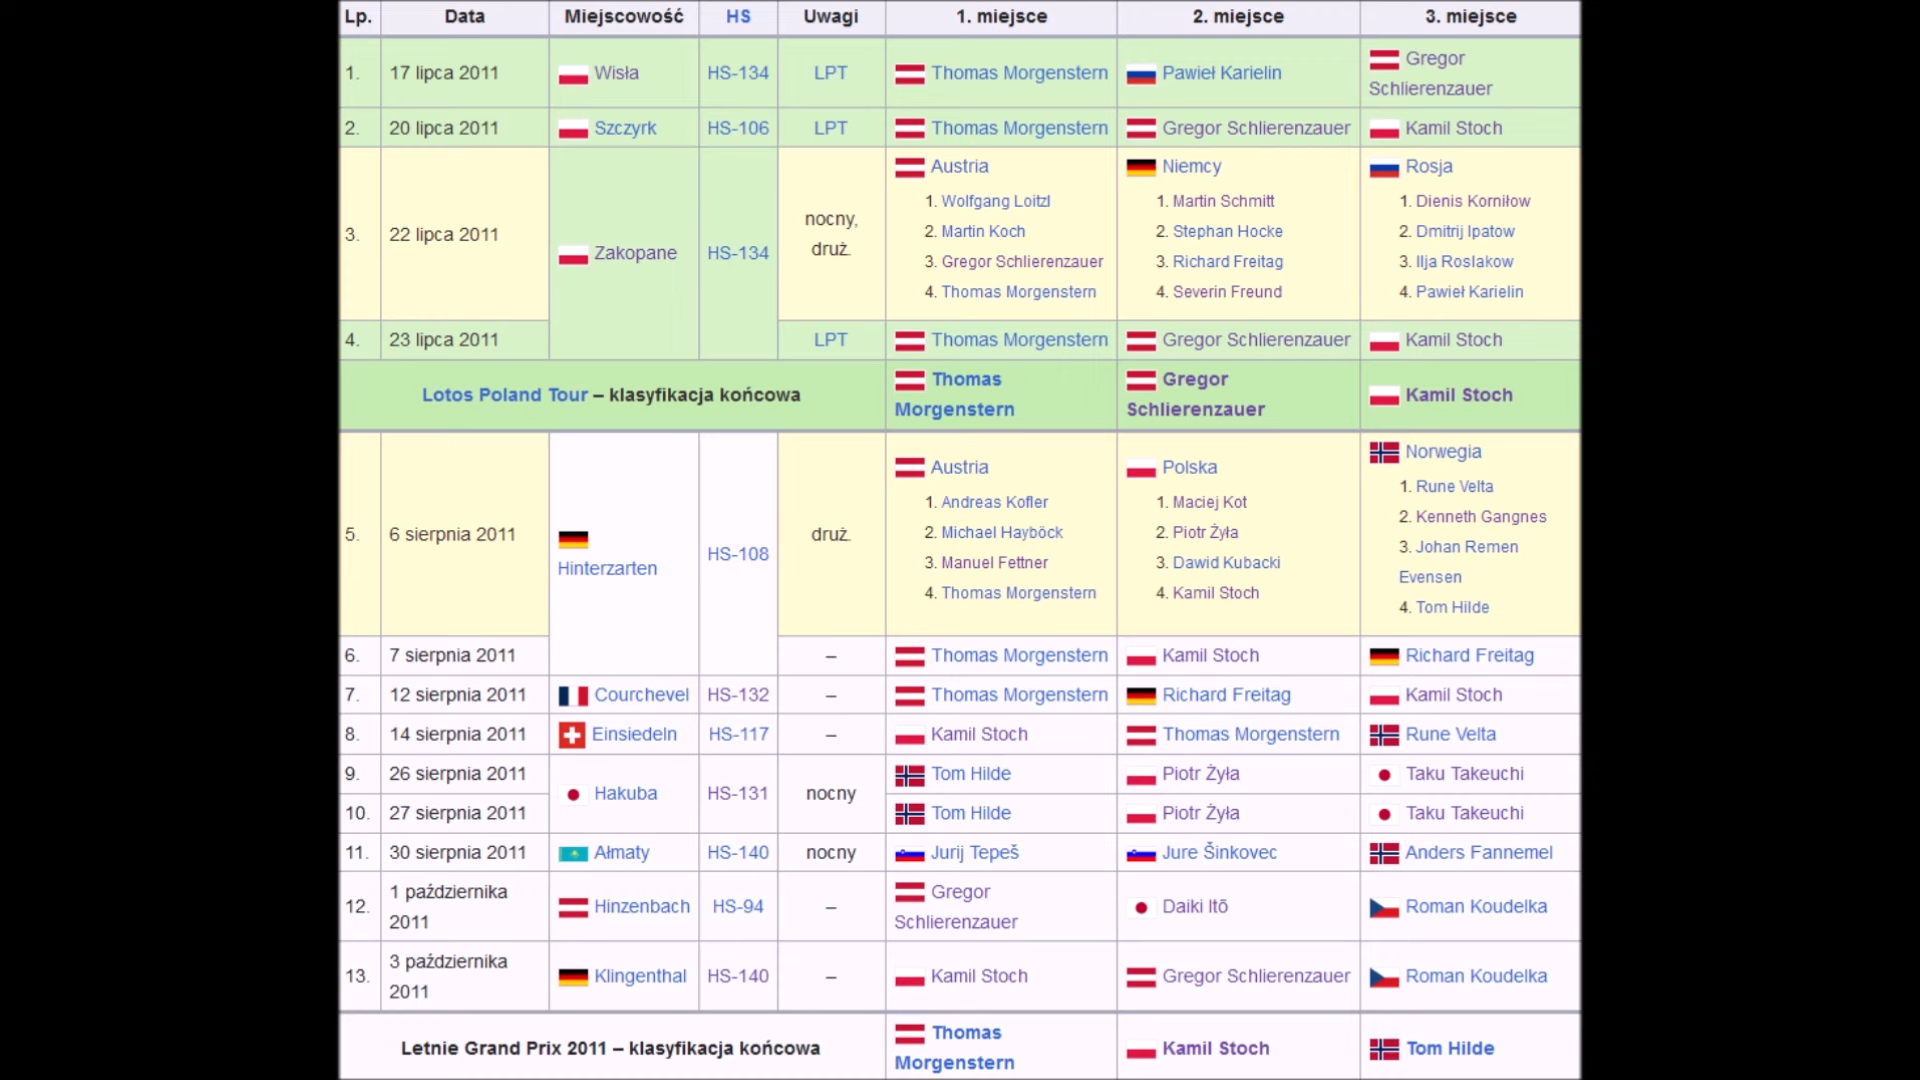 Lp. Data Miejscowość HS Uwagi 1. miejsce 2. miejsce 3. miejsce
1. 17 lipca 2011 Wisła HS-134 LPT Thomas Morgenstern Pawieł Karielin Gregor
Schlierenzauer
2. 20 lipca 2011 Szczyrk HS-106 LPT Thomas Morgenstern Gregor Schlierenzauer Kamil Stoch
3. 22 lipca 2011 Zakopane HS-134 nocny,
druż.
Austria
1. Wolfgang Loitzl
2. Martin Koch
3. Gregor Schlierenzauer
4. Thomas Morgenstern
Niemcy
1. Martin Schmitt
2. Stephan Hocke
3. Richard Freitag
4. Severin Freund
Rosja
1. Dienis Korniłow
2. Dmitrij Ipatow
3. Ilja Roslakow
4. Pawieł Karielin
4. 23 lipca 2011 LPT Thomas Morgenstern Gregor Schlierenzauer Kamil Stoch
Lotos Poland Tour – klasyfikacja końcowa
Thomas
Morgenstern
Gregor
Schlierenzauer
Kamil Stoch
5. 6 sierpnia 2011 Hinterzarten HS-108 druż.
Austria
1. Andreas Kofler
2. Michael Hayböck
3. Manuel Fettner
4. Thomas Morgenstern
Polska
1. Maciej Kot
2. Piotr Żyła
3. Dawid Kubacki
4. Kamil Stoch
Norwegia
1. Rune Velta
2. Kenneth Gangnes
3. Johan Remen
Evensen
4. Tom Hilde
6. 7 sierpnia 2011 – Thomas Morgenstern Kamil Stoch Richard Freitag
7. 12 sierpnia 2011 Courchevel HS-132 – Thomas Morgenstern Richard Freitag Kamil Stoch
8. 14 sierpnia 2011 Einsiedeln HS-117 – Kamil Stoch Thomas Morgenstern Rune Velta
9. 26 sierpnia 2011 Hakuba HS-131 nocny Tom Hilde Piotr Żyła Taku Takeuchi
10. 27 sierpnia 2011 Tom Hilde Piotr Żyła Taku Takeuchi
11. 30 sierpnia 2011 Ałmaty HS-140 nocny Jurij Tepeš Jure Šinkovec Anders Fannemel
12. 1 października
2011
Hinzenbach HS-94 – Gregor
Schlierenzauer
Daiki Itō Roman Koudelka
13. 3 października
2011
Klingenthal HS-140 – Kamil Stoch Gregor Schlierenzauer Roman Koudelka
Letnie Grand Prix 2011 – klasyfikacja końcowa
Thomas
Morgenstern
Kamil Stoch Tom Hilde